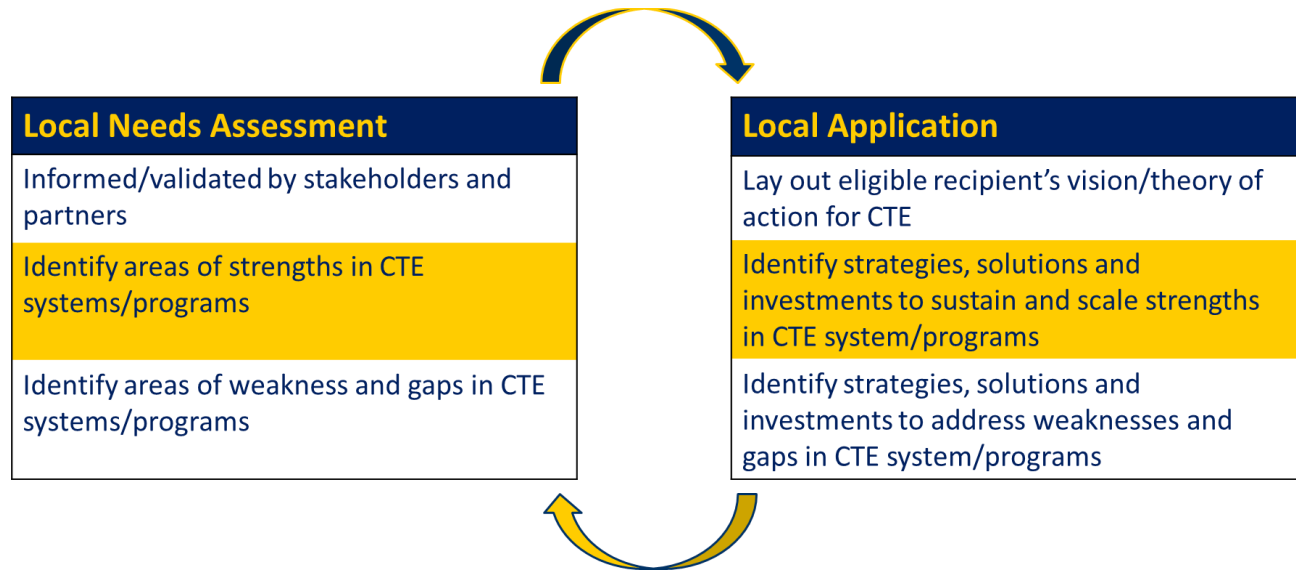 Local Needs Assessment
Informed/validated by stakeholders and
partners
Identify areas of strengths in CTE
systems/programs
Identify areas of weakness and gaps in CTE
systems/programs
Local Application
Lay out eligible recipient’s vision/theory of
action for CTE
Identify strategies, solutions and
investments to sustain and scale strengths
in CTE system/programs
Identify strategies, solutions and
investments to address weaknesses and
gaps in CTE system/programs